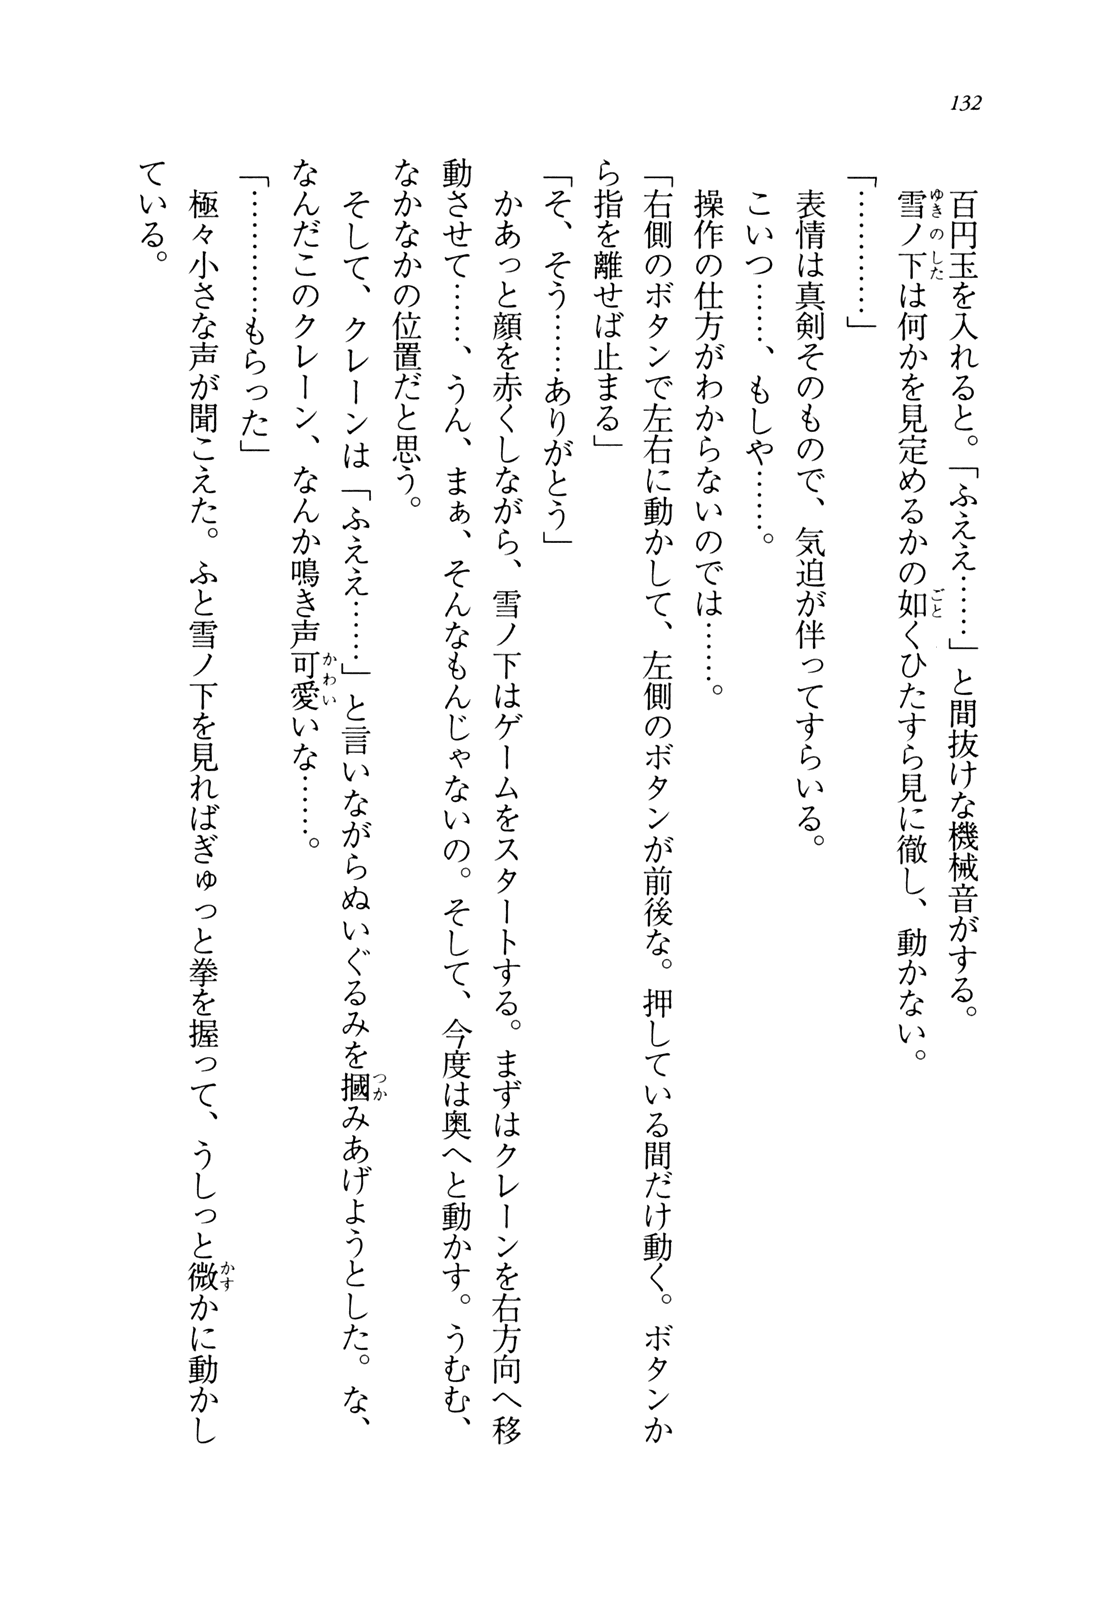 132
百円玉を入れると。「ふええ……」と間抜けな機械音がする。
雪ノ下は何かを見定めるかの如くひたすら見に徹し、動かない。
「…………」
表情は真剣そのもので、気迫が伴ってすらいる。
こいつ……、もしや……。
操作の仕方がわからないのでは……。
「右側のボタンで左右に動かして、左側のボタンが前後な。押している間だけ動く。ボタンか
ら指を離せば止まる」
「そ、そう……ありがとう」
かあっと顔を赤くしながら、雪ノ下はゲームをスタートする。まずはクレーンを右方向へ移
動させて……、うん、まぁ、そんなもんじゃないの。そして、今度は奥へと動かす。うむむ、
なかなかの位置だと思う。
そして、クレーンは「ふええ……」と言いながらぬいぐるみを摑みあげようとした。な、
なんだこのクレーン、なんか鳴き声可愛いな……。
「…………もらった」
極々小さな声が聞こえた。ふと雪ノ下を見ればぎゅっと拳を握って、うしっと微かに動かし
ている。